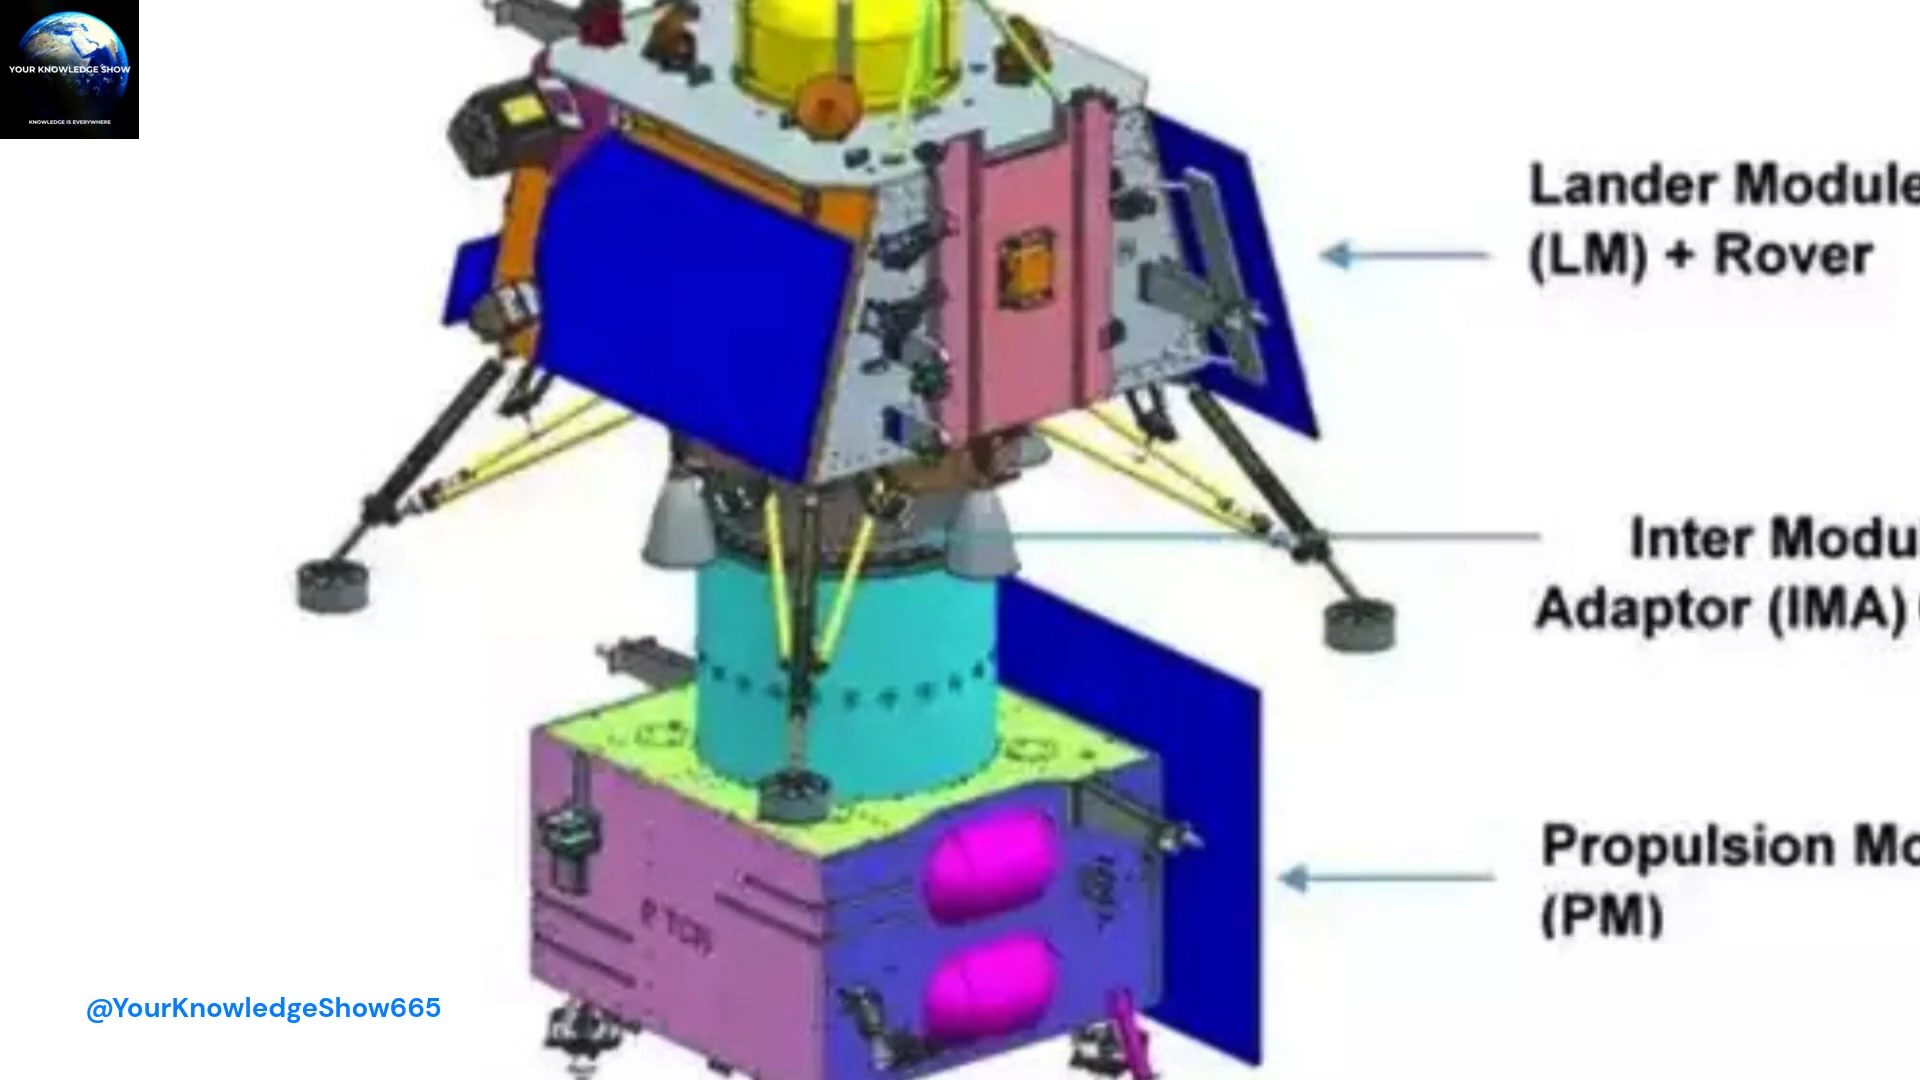 YOUR KNOWLEDGE SHOW
KNOWLEDGE IS EVERYWHERE
Lander Module
(LM) + Rover
Inter Modu
Adaptor (IMA)
Propulsion Mo
(PM)
@YourKnowledgeShow665